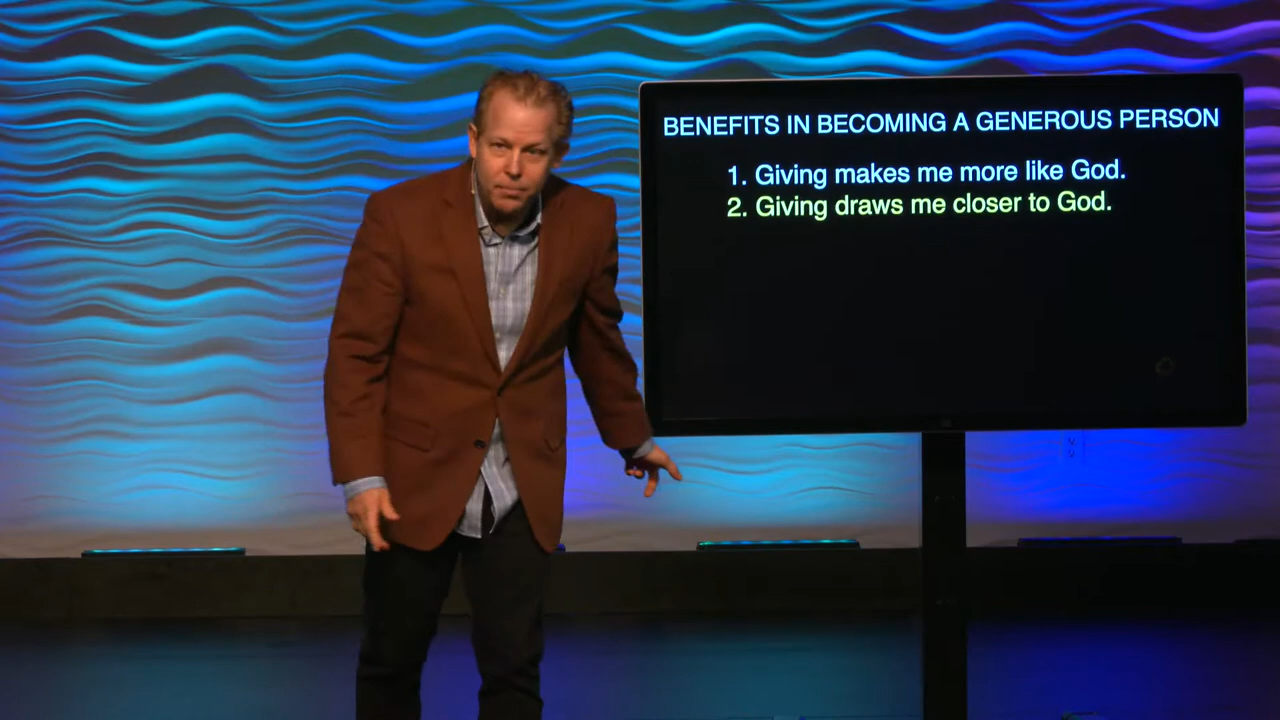 BENEFITS IN BECOMING A GENEROUS PERSON
1. Giving makes me more like God.
2. Giving draws me closer to God.